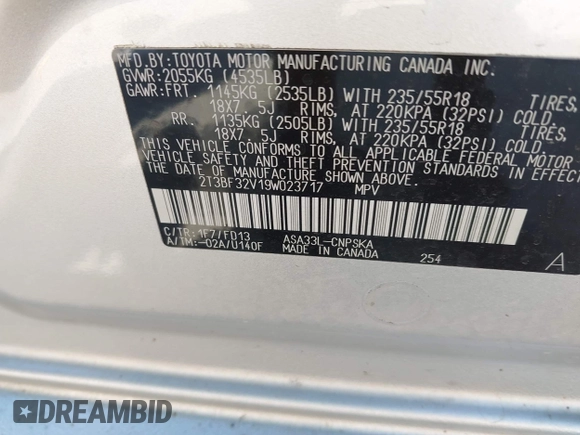 MFD.BY:TOYOTA MOTOR MANUFACTURING CANADA INC.
GVWR:2055KG (4535LB)
GAWR:FRT. 1145KG (2535LB) WITH 235/55R18 TIRES,
18X7.5J RIMS, AT 220KPA (32PSI) COLD.
RR. 1135KG (2505LB) WITH 235/55R18 TIRES,
18X7.5J RIMS, AT 220KPA (32PSI) COLD.
THIS VEHICLE CONFORMS TO ALL APPLICABLE FEDERAL MOTOR
VEHICLE SAFETY AND THEFT PREVENTION STANDARDS IN EFFECT
THE DATE OF MANUFACTURE SHOWN ABOVE.
2T3BF32V19W023717 MPV
C/TR:1F7/FD13 ASA33L-CNPSKA
A/TM:-02A/U140F MADE IN CANADA 254 A
DREAMBID